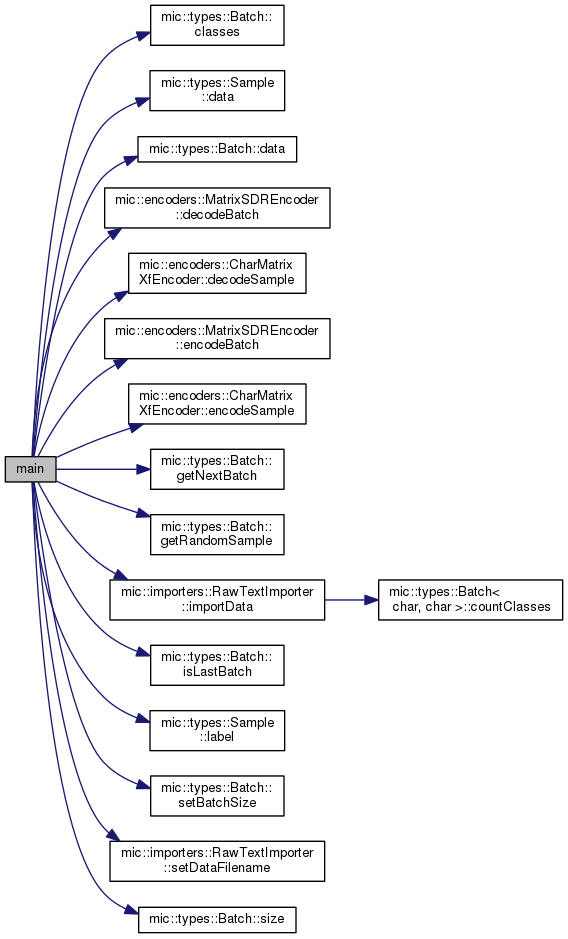 mic::types::Batch::
classes
mic::types::Sample
::data
mic::types::Batch::data
mic::encoders::MatrixSDREncoder
::decodeBatch
mic::encoders::CharMatrix
XfEncoder::decodeSample
mic::encoders::MatrixSDREncoder
::encodeBatch
mic::encoders::CharMatrix
XfEncoder::encodeSample
main
mic::types::Batch::
getNextBatch
mic::types::Batch::
getRandomSample
mic::importers::RawTextImporter
::importData
mic::types::Batch<
char, char >::countClasses
mic::types::Batch::
isLastBatch
mic::types::Sample
::label
mic::types::Batch::
setBatchSize
mic::importers::RawTextImporter
::setDataFilename
mic::types::Batch::size